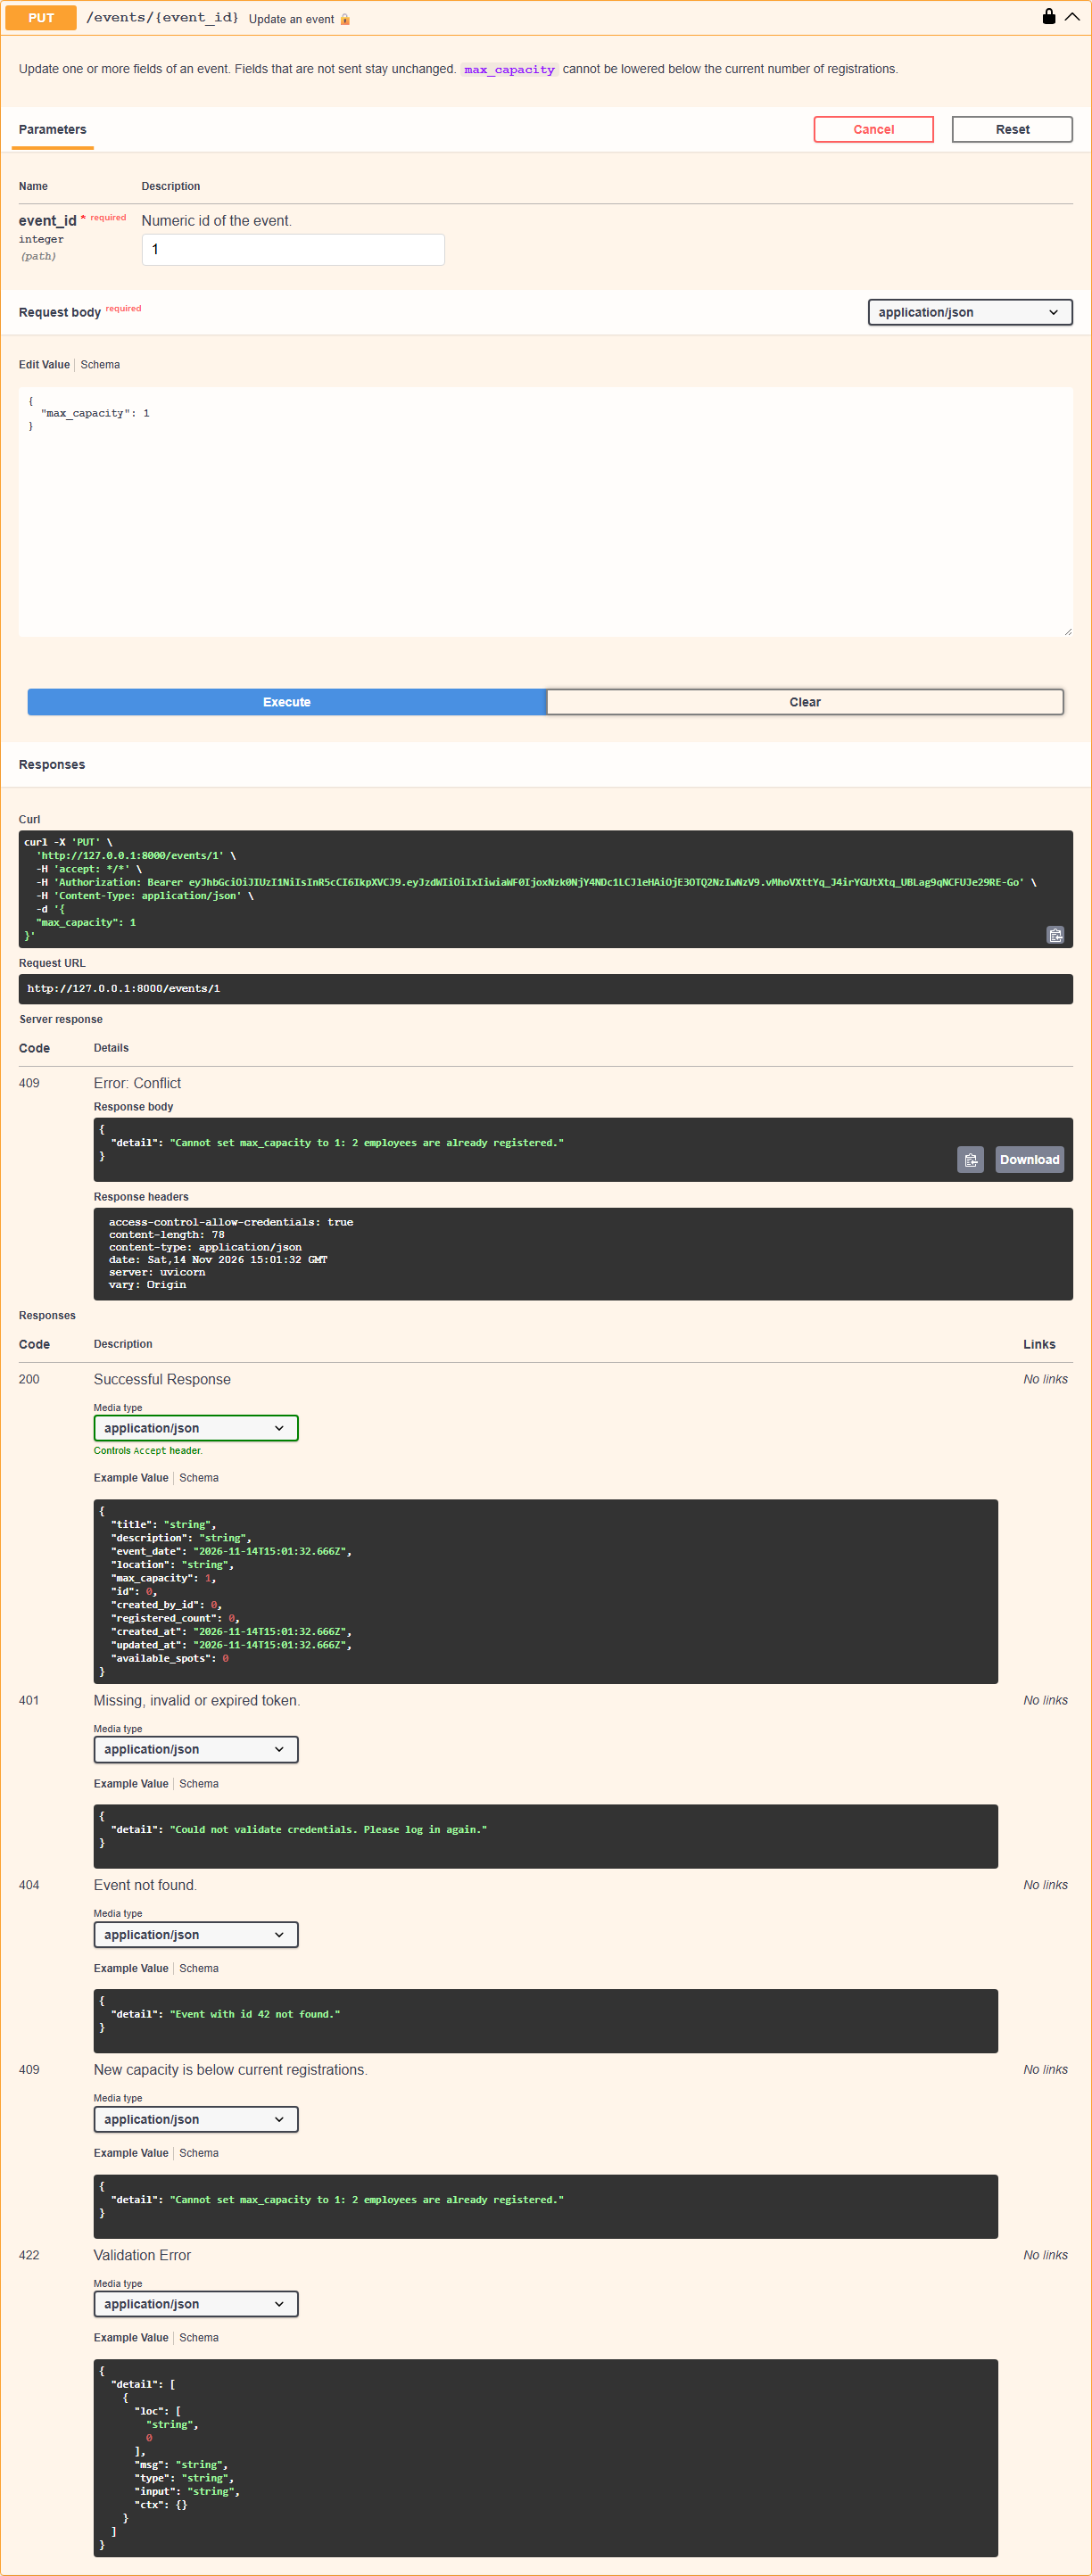 PUT /events/{event_id} Update an event
Update one or more fields of an event. Fields that are not sent stay unchanged. max_capacity cannot be lowered below the current number of registrations.
Parameters
Cancel
Reset
Name Description
event_id * required Numeric id of the event.
integer
(path)
1
Request body required
application/json
Edit Value Schema
{
"max_capacity": 1
}
Execute
Clear
Responses
Curl
curl -X 'PUT' \
'http://127.0.0.1:8000/events/1' \
-H 'accept: */*' \
-H 'Authorization: Bearer
-H 'Content-Type: application/json' \
-d '{
"max_capacity": 1
}'
Request URL
http://127.0.0.1:8000/events/1
Server response
Code Details
409 Error: Conflict
Response body
{
"detail": "Cannot set max_capacity to 1: 2 employees are already registered."
}
Download
Response headers
access-control-allow-credentials: true
content-length: 78
content-type: application/json
date: Sat,14 Nov 2026 15:01:32 GMT
server: uvicorn
vary: Origin
Responses
Code Description Links
200 Successful Response No links
Media type
application/json
Controls Accept header.
Example Value Schema
{
"title": "string",
"description": "string",
"event_date": "2026-11-14T15:01:32.666Z",
"location": "string",
"max_capacity": 1,
"id": 0,
"created_by_id": 0,
"registered_count": 0,
"created_at": "2026-11-14T15:01:32.666Z",
"updated_at": "2026-11-14T15:01:32.666Z",
"available_spots": 0
}
401 Missing, invalid or expired token. No links
Media type
application/json
Example Value Schema
{
"detail": "Could not validate credentials. Please log in again."
}
404 Event not found. No links
Media type
application/json
Example Value Schema
{
"detail": "Event with id 42 not found."
}
409 New capacity is below current registrations. No links
Media type
application/json
Example Value Schema
{
"detail": "Cannot set max_capacity to 1: 2 employees are already registered."
}
422 Validation Error No links
Media type
application/json
Example Value Schema
{
"detail": [
{
"loc": [
"string",
0
],
"msg": "string",
"type": "string",
"input": "string",
"ctx": {}
}
]
}